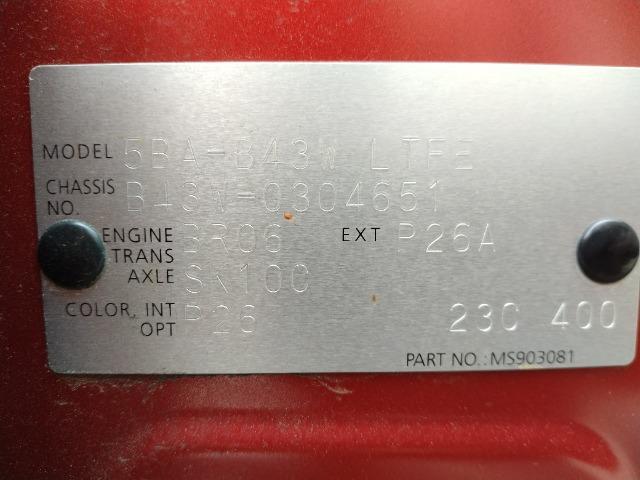 MODEL 5BA-B43W LTFE
CHASSIS NO. B43W-0304651
ENGINE BR06 EXT P26A
TRANS AXLE
COLOR, INT OPT P26 23C 400
PART NO.: MS903081